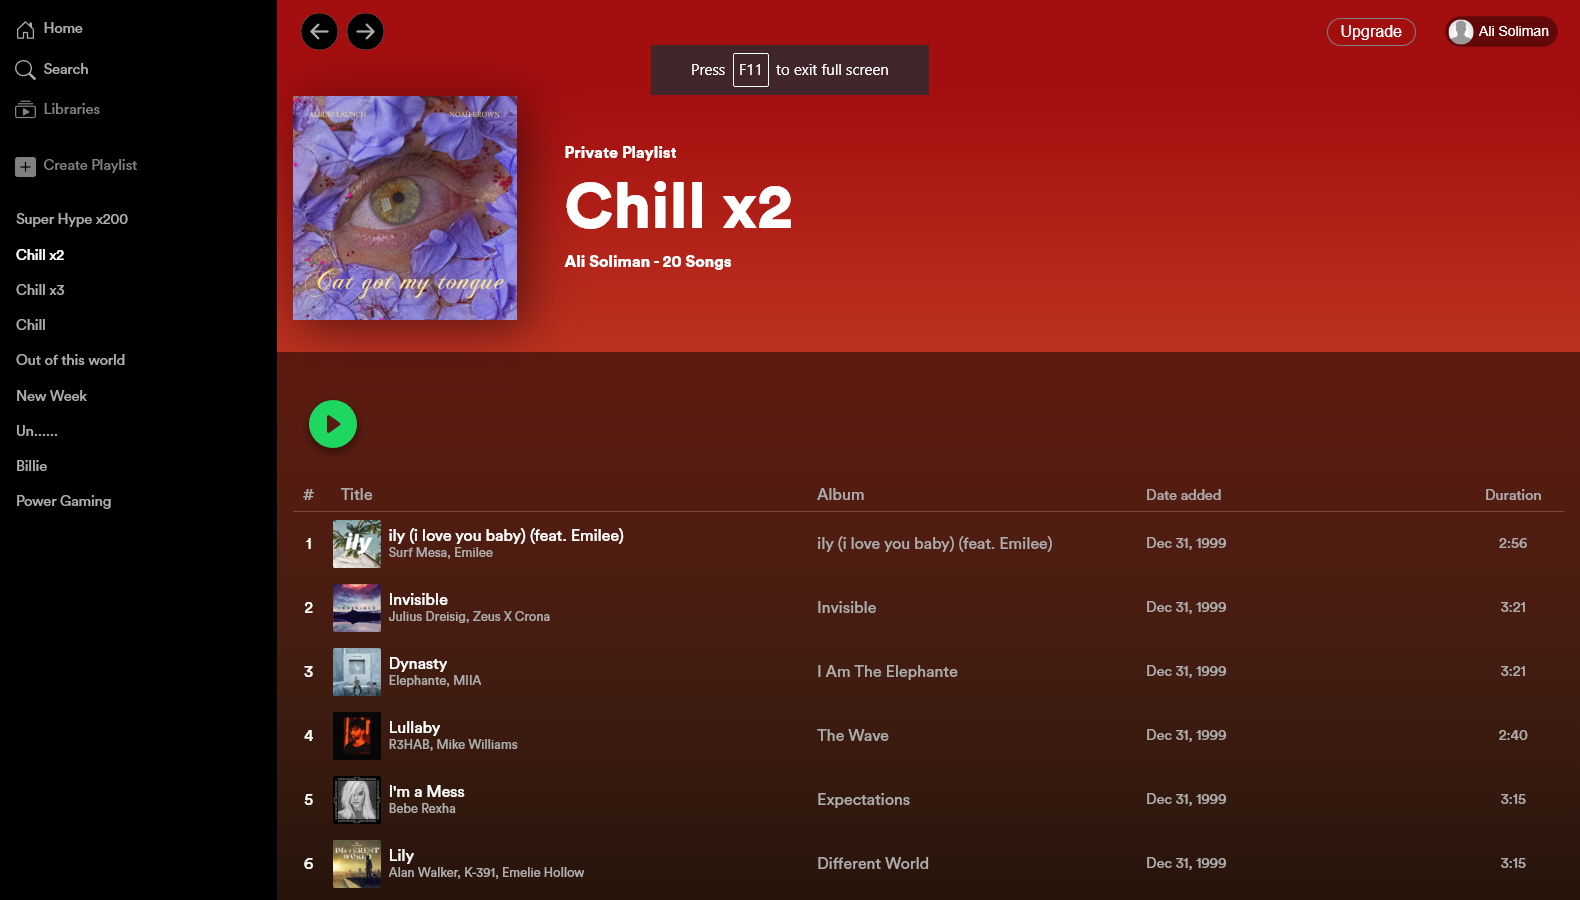 Home
Search
Libraries
Create Playlist
Super Hype x200
Chill x2
Chill x3
Chill
Out of this world
New Week
Un......
Billie
Power Gaming
Upgrade
Ali Soliman
Press F11 to exit full screen
ALBUM LAUNCH
NOAH BROWN
Cat got my tongue
Private Playlist
Chill x2
Ali Soliman - 20 Songs
# Title Album Date added Duration
1 ily ily (i love you baby) (feat. Emilee) ily (i love you baby) (feat. Emilee) Dec 31, 1999 2:56
Surf Mesa, Emilee
2 INVISIBLE Invisible Invisible Dec 31, 1999 3:21
Julius Dreisig, Zeus X Crona
3 Dynasty I Am The Elephante Dec 31, 1999 3:21
Elephante, MIIA
4 Lullaby The Wave Dec 31, 1999 2:40
R3HAB, Mike Williams
5 I'm a Mess Expectations Dec 31, 1999 3:15
Bebe Rexha
6 DIFFERENT WORLD Lily Different World Dec 31, 1999 3:15
Alan Walker, K-391, Emelie Hollow